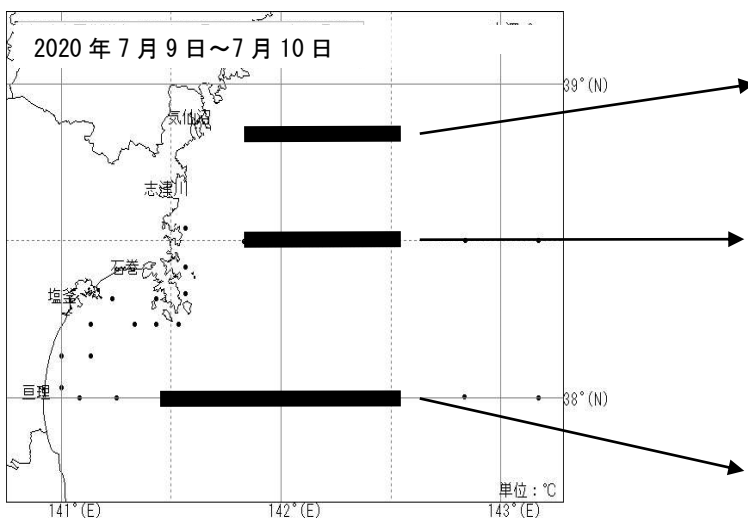 2020 年 7 月 9 日～7 月 10 日
39°(N)
気仙沼
志津川
石巻
塩釜
亘理
38°(N)
単位：℃
141°(E)
142°(E)
143°(E)